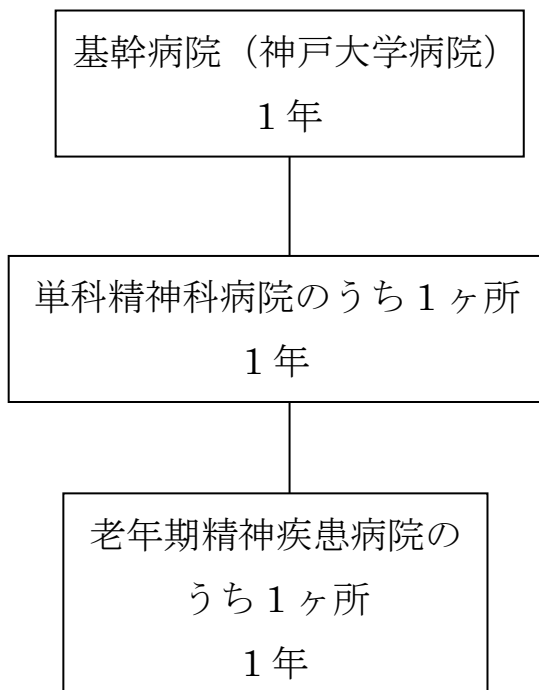 基幹病院（神戸大学病院）
１年
単科精神科病院のうち１ヶ所
１年
老年期精神疾患病院の
うち１ヶ所
１年